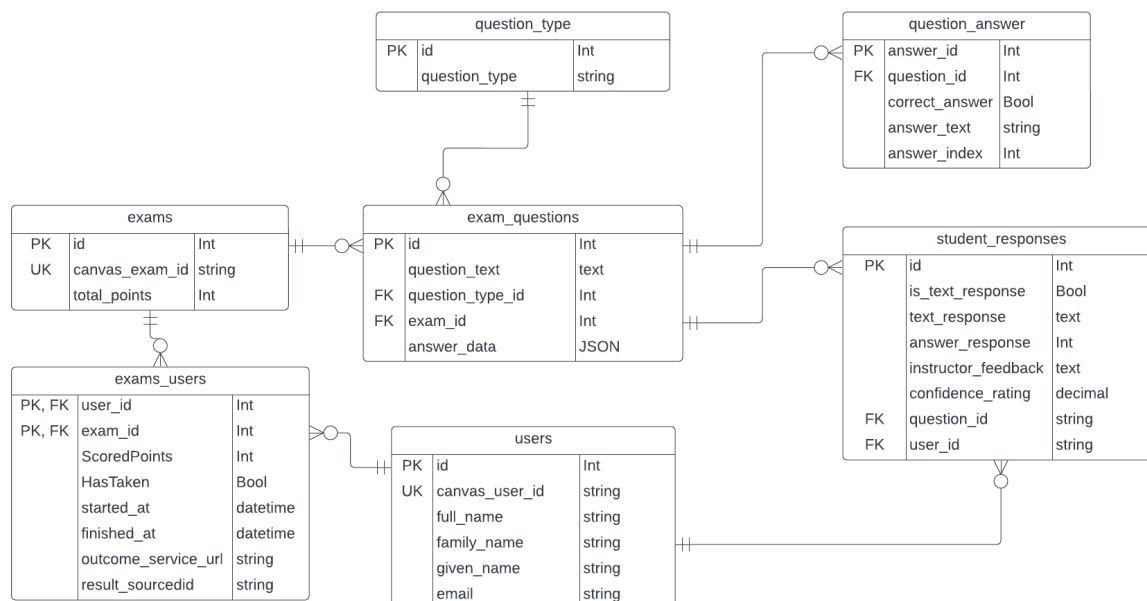 question_type
PK id Int
question_type string
question_answer
PK answer_id Int
FK question_id Int
correct_answer Bool
answer_text string
answer_index Int
exams
PK id Int
UK canvas_exam_id string
total_points Int
exam_questions
PK id Int
question_text text
FK question_type_id Int
FK exam_id Int
answer_data JSON
student_responses
PK id Int
is_text_response Bool
text_response text
answer_response Int
instructor_feedback text
confidence_rating decimal
FK question_id string
FK user_id string
exams_users
PK, FK user_id Int
PK, FK exam_id Int
ScoredPoints Int
HasTaken Bool
started_at datetime
finished_at datetime
outcome_service_url string
result_sourcedid string
users
PK id Int
UK canvas_user_id string
full_name string
family_name string
given_name string
email string